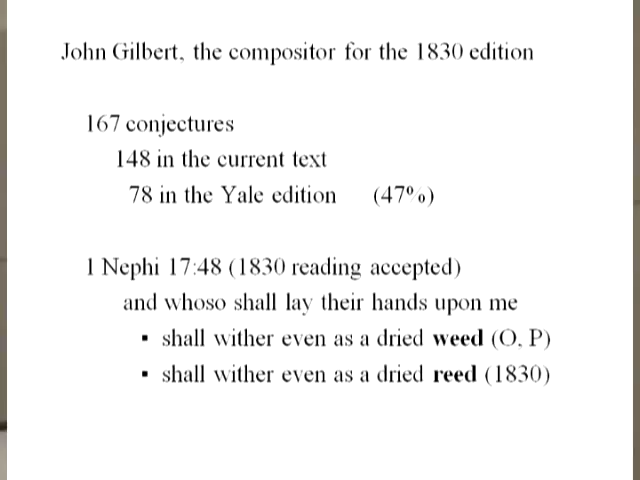 John Gilbert, the compositor for the 1830 edition
167 conjectures
148 in the current text
78 in the Yale edition (47%)
1 Nephi 17:48 (1830 reading accepted)
and whoso shall lay their hands upon me
▪ shall wither even as a dried weed (O, P)
▪ shall wither even as a dried reed (1830)